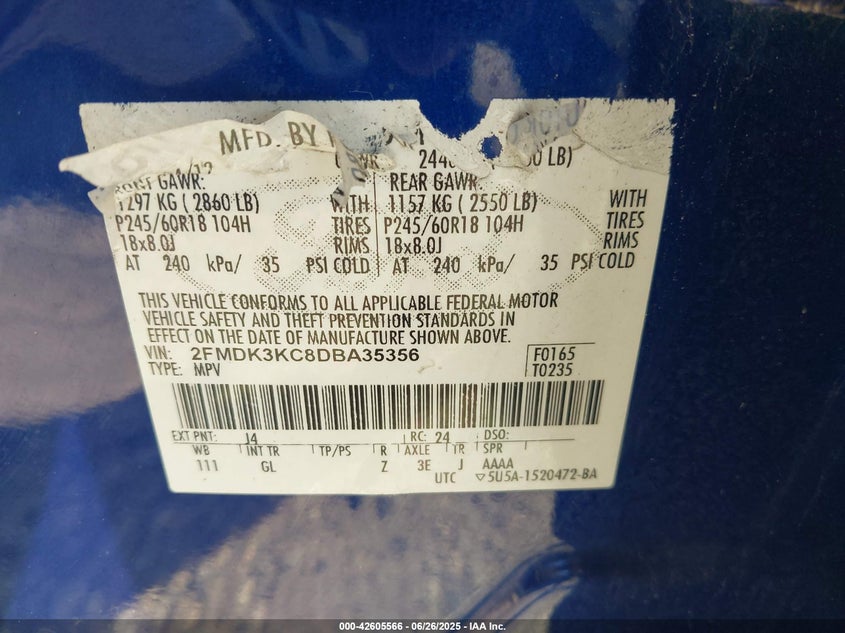 MFD. BY
REAR GAWR:
GAWR:
1297 KG ( 2860 LB) WITH 1157 KG ( 2550 LB) WITH
P245/60R18 104H TIRES P245/60R18 104H TIRES
18x8.0J RIMS 18x8.0J RIMS
AT 240 kPa/ 35 PSI COLD AT 240 kPa/ 35 PSI COLD
THIS VEHICLE CONFORMS TO ALL APPLICABLE FEDERAL MOTOR
VEHICLE SAFETY AND THEFT PREVENTION STANDARDS IN
EFFECT ON THE DATE OF MANUFACTURE SHOWN ABOVE.
VIN: 2FMDK3KC8DBA35356 F0165
TYPE: MPV T0235
EXT PNT: J4 RC: 24 DSO:
WB INT TR TP/PS R AXLE TR SPR
111 GL Z 3E J AAAA
UTC ▽5U5A-1520472-BA
000-42605566 - 06/26/2025 - IAA Inc.